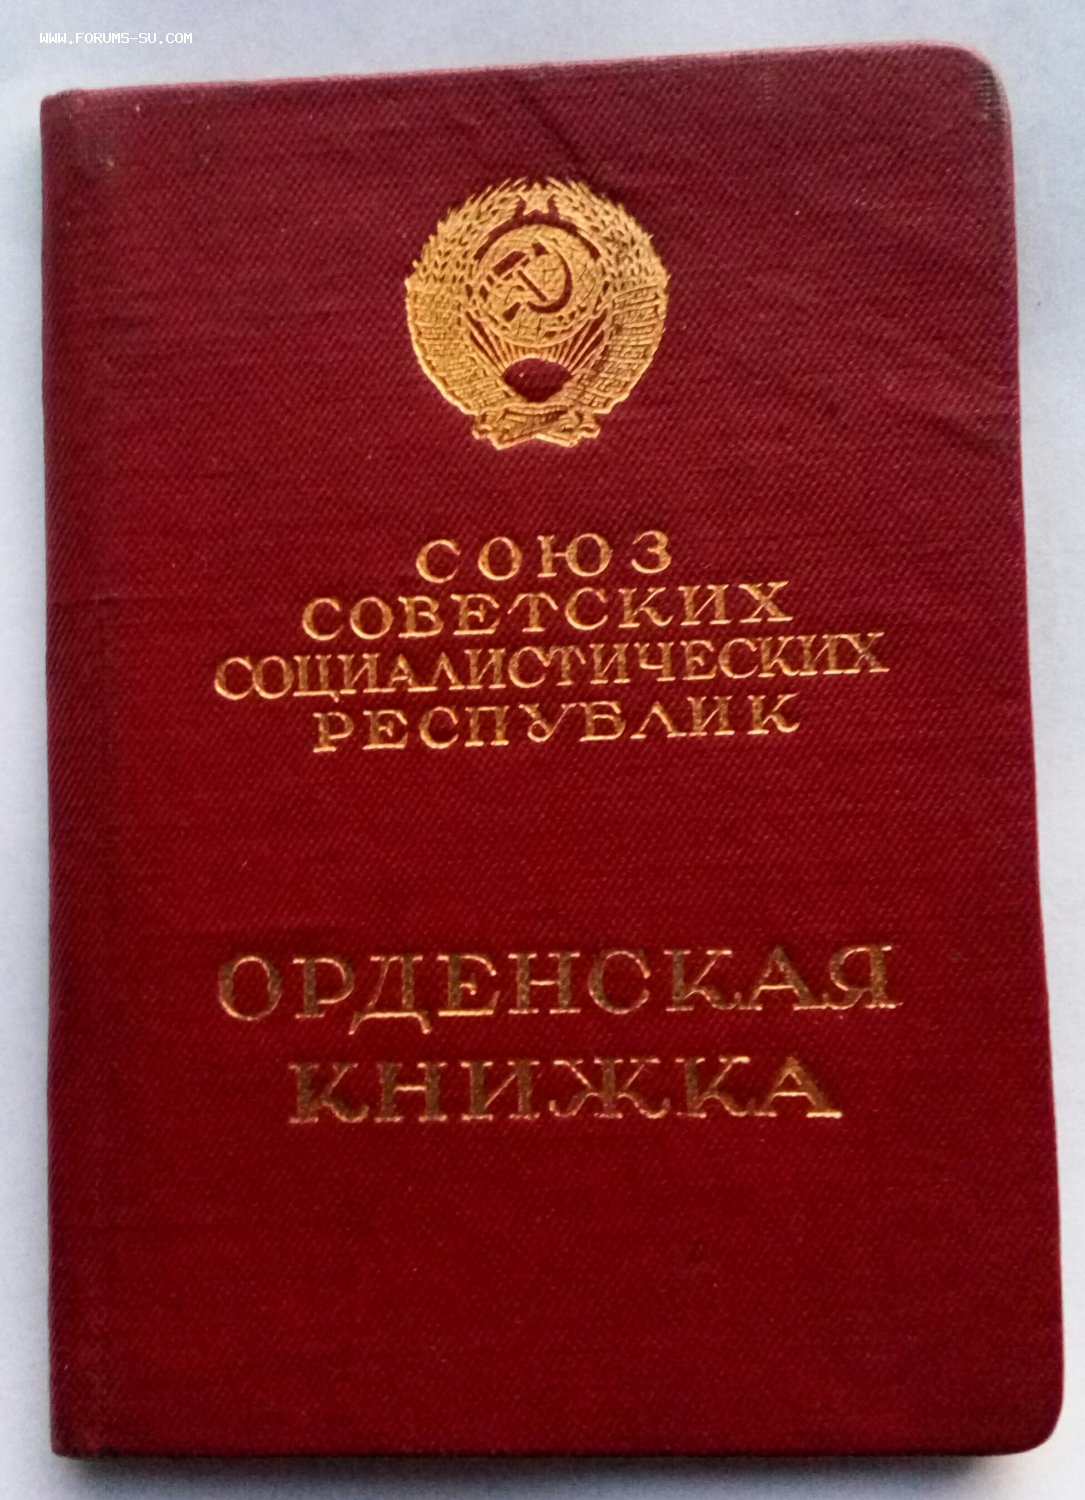 WWW.FORUMS-SU.COM
СОЮЗ
СОВЕТСКИХ
СОЦИАЛИСТИЧЕСКИХ
РЕСПУБЛИК
ОРДЕНСКАЯ
КНИЖКА